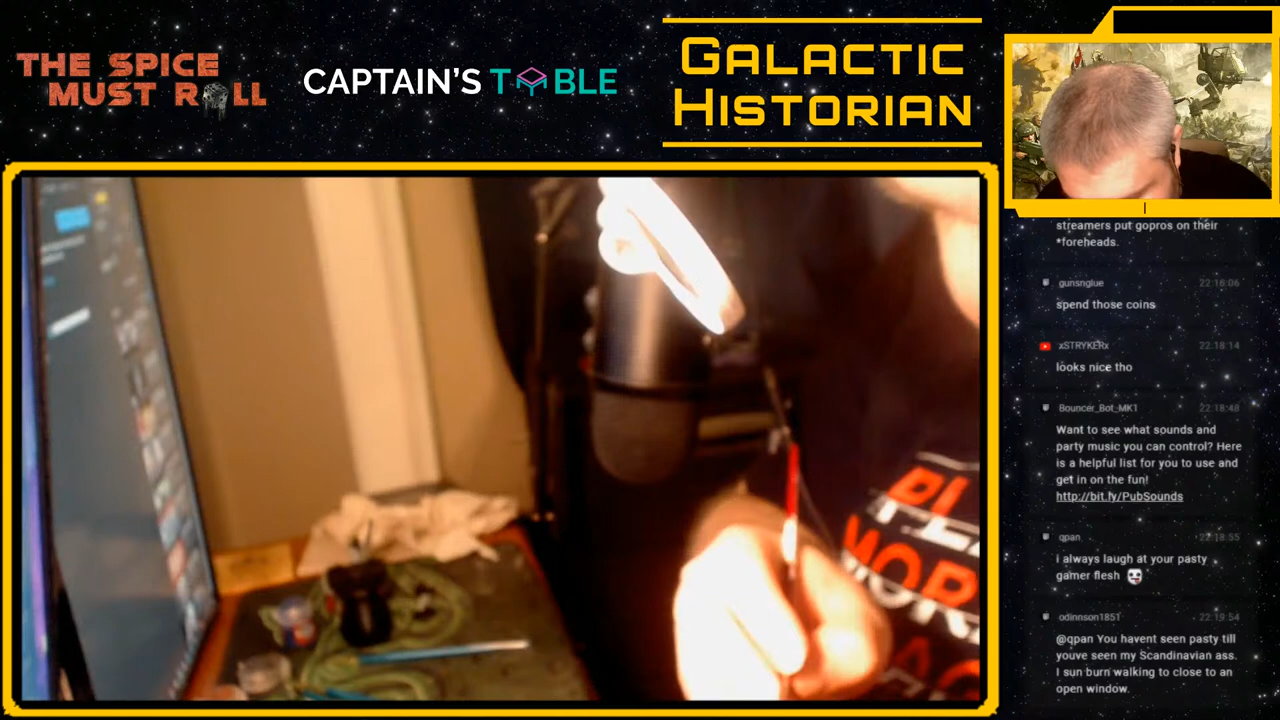 THE SPICE
MUST ROLL
CAPTAIN'S TABLE
GALACTIC
HISTORIAN
streamers put gopros on their
*foreheads.
gunsnglue 22:18:06
spend those coins
xSTRYKERx 22:18:14
looks nice tho
Bouncer_Bot_MK1 22:18:48
Want to see what sounds and
party music you can control? Here
is a helpful list for you to use and
get in on the fun!
http://bit.ly/PubSounds
qpan 22:18:55
i always laugh at your pasty
gamer flesh
odinnson1851 22:19:54
@qpan You havent seen pasty till
youve seen my Scandinavian ass.
I sun burn walking to close to an
open window.